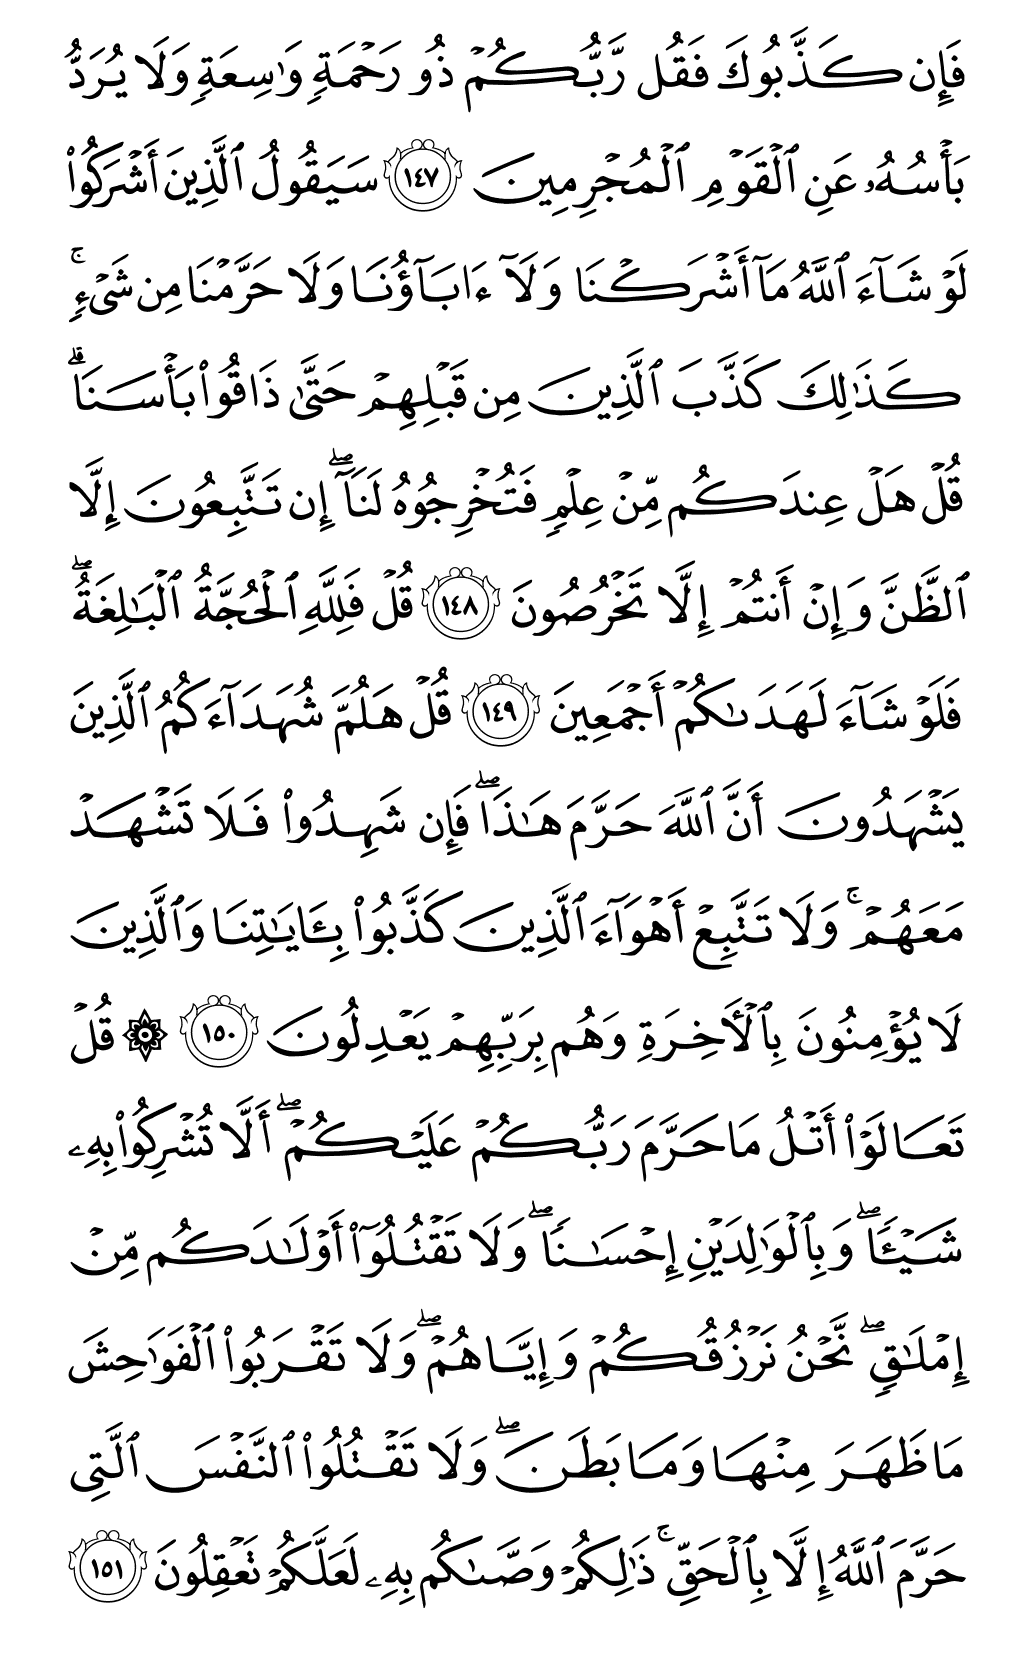 فَإِن كَذَّبُوكَ فَقُل رَّبُّكُمْ ذُو رَحْمَةٍ وَٰسِعَةٍ وَلَا يُرَدُّ
بَأْسُهُۥ عَنِ ٱلْقَوْمِ ٱلْمُجْرِمِينَ ١٤٧ سَيَقُولُ ٱلَّذِينَ أَشْرَكُوا۟
لَوْ شَآءَ ٱللَّهُ مَآ أَشْرَكْنَا وَلَآ ءَابَآؤُنَا وَلَا حَرَّمْنَا مِن شَىْءٍ ۚ
كَذَٰلِكَ كَذَّبَ ٱلَّذِينَ مِن قَبْلِهِمْ حَتَّىٰ ذَاقُوا۟ بَأْسَنَا ۗ
قُلْ هَلْ عِندَكُم مِّنْ عِلْمٍ فَتُخْرِجُوهُ لَنَآ ۖ إِن تَتَّبِعُونَ إِلَّا
ٱلظَّنَّ وَإِنْ أَنتُمْ إِلَّا تَخْرُصُونَ ١٤٨ قُلْ فَلِلَّهِ ٱلْحُجَّةُ ٱلْبَٰلِغَةُ ۖ
فَلَوْ شَآءَ لَهَدَىٰكُمْ أَجْمَعِينَ ١٤٩ قُلْ هَلُمَّ شُهَدَآءَكُمُ ٱلَّذِينَ
يَشْهَدُونَ أَنَّ ٱللَّهَ حَرَّمَ هَٰذَا ۖ فَإِن شَهِدُوا۟ فَلَا تَشْهَدْ
مَعَهُمْ ۚ وَلَا تَتَّبِعْ أَهْوَآءَ ٱلَّذِينَ كَذَّبُوا۟ بِـَٔايَٰتِنَا وَٱلَّذِينَ
لَا يُؤْمِنُونَ بِٱلْـَٔاخِرَةِ وَهُم بِرَبِّهِمْ يَعْدِلُونَ ١٥٠ ۞ قُلْ
تَعَالَوْا۟ أَتْلُ مَا حَرَّمَ رَبُّكُمْ عَلَيْكُمْ ۖ أَلَّا تُشْرِكُوا۟ بِهِۦ
شَيْـًٔا ۖ وَبِٱلْوَٰلِدَيْنِ إِحْسَٰنًا ۖ وَلَا تَقْتُلُوٓا۟ أَوْلَٰدَكُم مِّنْ
إِمْلَٰقٍ ۖ نَّحْنُ نَرْزُقُكُمْ وَإِيَّاهُمْ ۖ وَلَا تَقْرَبُوا۟ ٱلْفَوَٰحِشَ
مَا ظَهَرَ مِنْهَا وَمَا بَطَنَ ۖ وَلَا تَقْتُلُوا۟ ٱلنَّفْسَ ٱلَّتِى
حَرَّمَ ٱللَّهُ إِلَّا بِٱلْحَقِّ ۚ ذَٰلِكُمْ وَصَّىٰكُم بِهِۦ لَعَلَّكُمْ تَعْقِلُونَ ١٥١